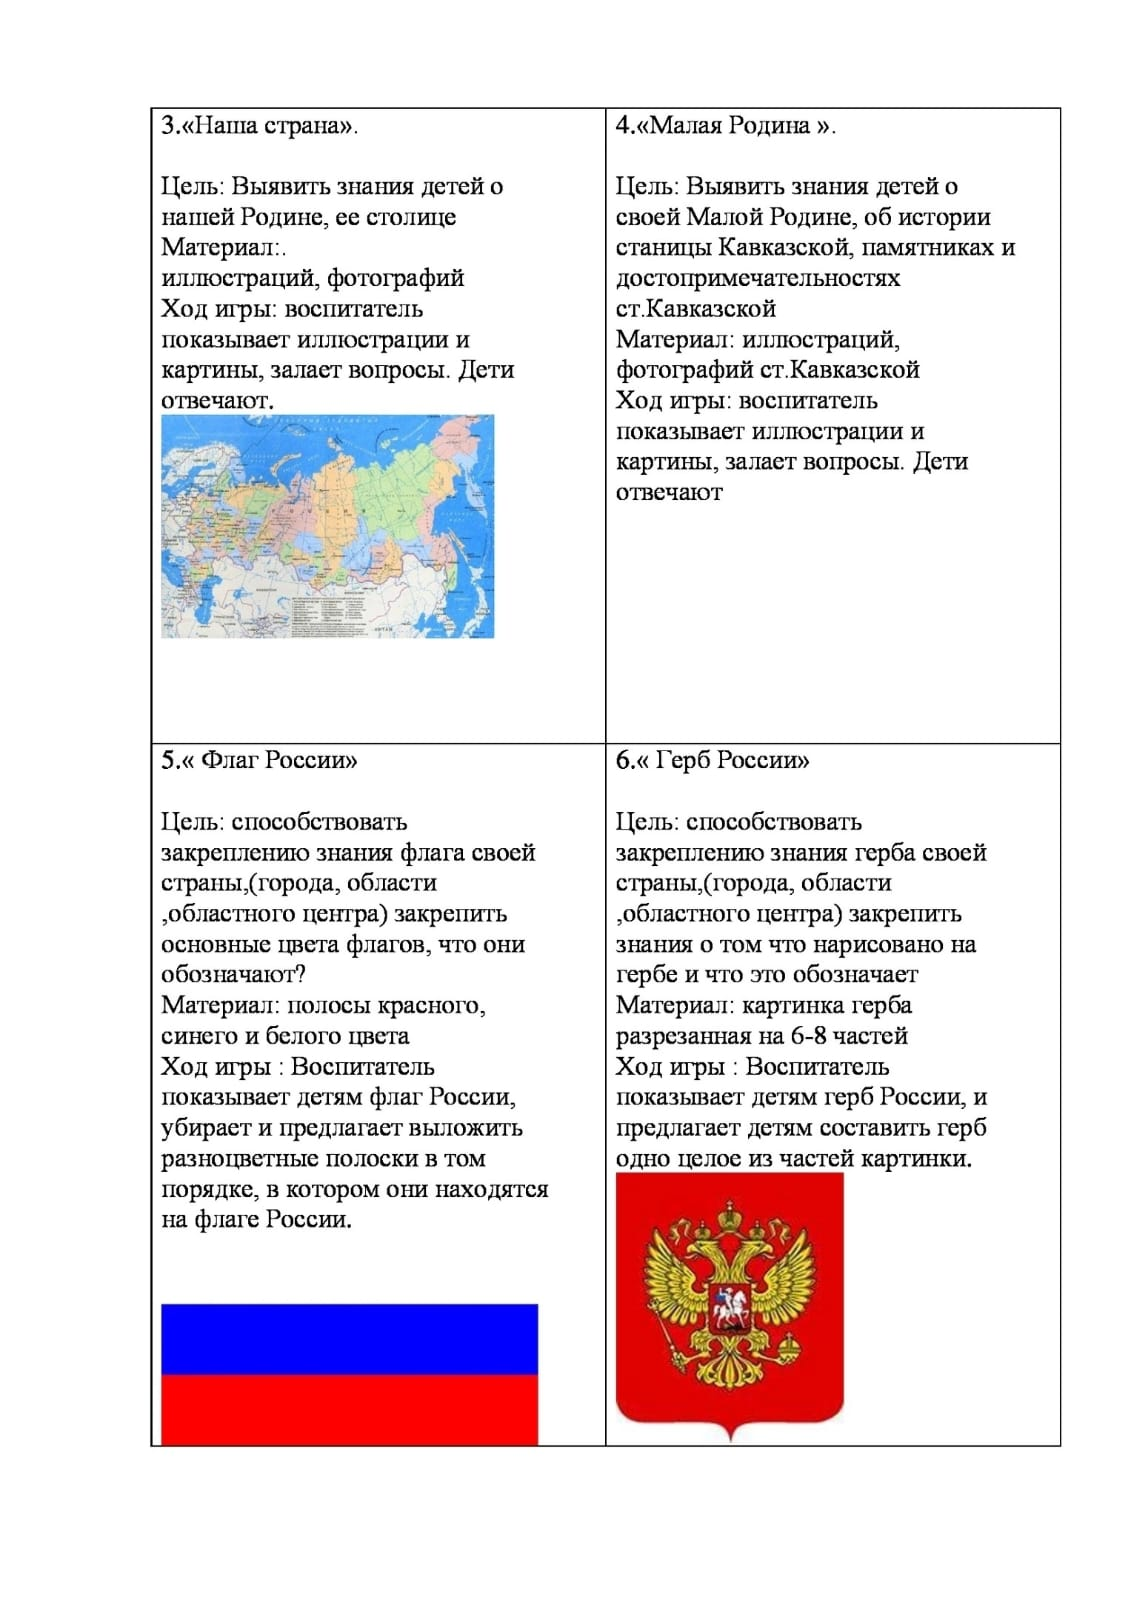 3.«Наша страна».
Цель: Выявить знания детей о
нашей Родине, ее столице
Материал:.
иллюстраций, фотографий
Ход игры: воспитатель
показывает иллюстрации и
картины, залает вопросы. Дети
отвечают.
4.«Малая Родина ».
Цель: Выявить знания детей о
своей Малой Родине, об истории
станицы Кавказской, памятниках и
достопримечательностях
ст.Кавказской
Материал: иллюстраций,
фотографий ст.Кавказской
Ход игры: воспитатель
показывает иллюстрации и
картины, залает вопросы. Дети
отвечают
5.« Флаг России»
Цель: способствовать
закреплению знания флага своей
страны,(города, области
,областного центра) закрепить
основные цвета флагов, что они
обозначают?
Материал: полосы красного,
синего и белого цвета
Ход игры : Воспитатель
показывает детям флаг России,
убирает и предлагает выложить
разноцветные полоски в том
порядке, в котором они находятся
на флаге России.
6.« Герб России»
Цель: способствовать
закреплению знания герба своей
страны,(города, области
,областного центра) закрепить
знания о том что нарисовано на
гербе и что это обозначает
Материал: картинка герба
разрезанная на 6-8 частей
Ход игры : Воспитатель
показывает детям герб России, и
предлагает детям составить герб
одно целое из частей картинки.